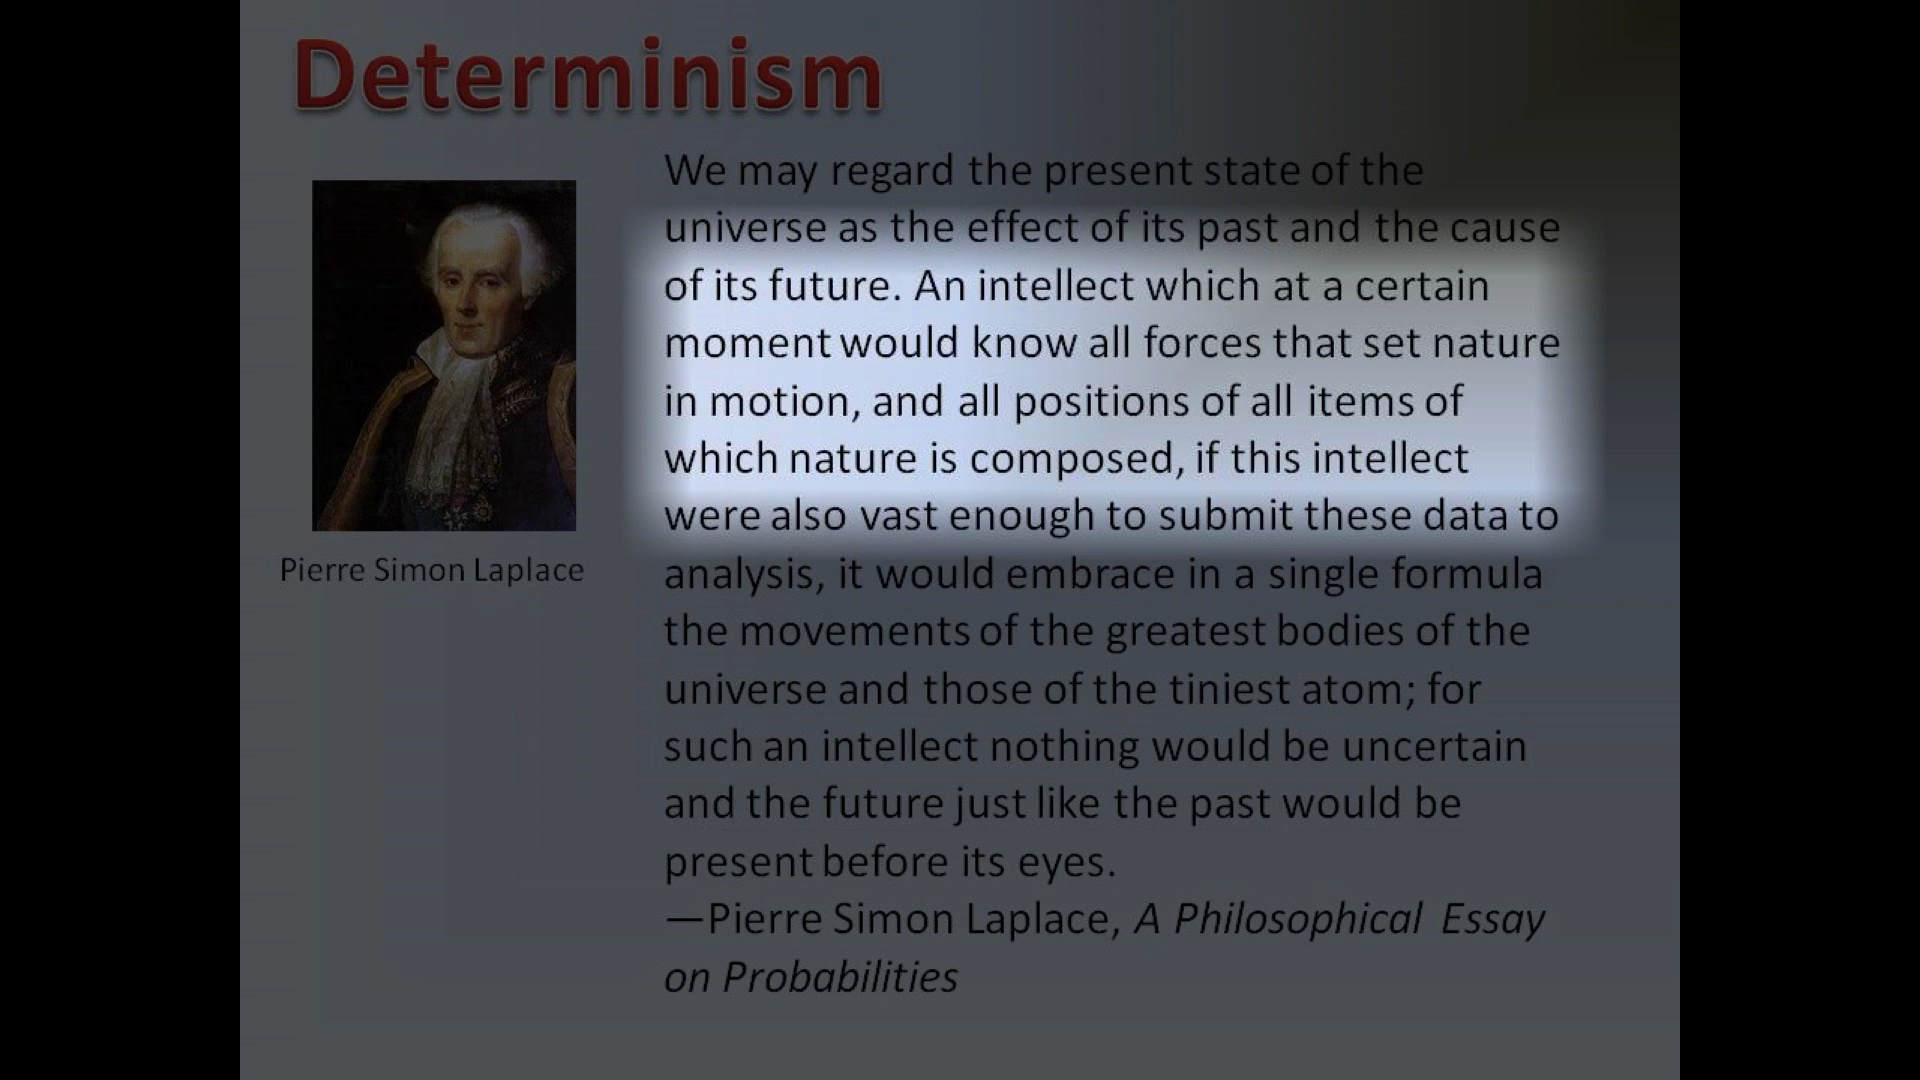 Determinism
Pierre Simon Laplace
We may regard the present state of the
universe as the effect of its past and the cause
of its future. An intellect which at a certain
moment would know all forces that set nature
in motion, and all positions of all items of
which nature is composed, if this intellect
were also vast enough to submit these data to
analysis, it would embrace in a single formula
the movements of the greatest bodies of the
universe and those of the tiniest atom; for
such an intellect nothing would be uncertain
and the future just like the past would be
present before its eyes.
—Pierre Simon Laplace, A Philosophical Essay
on Probabilities